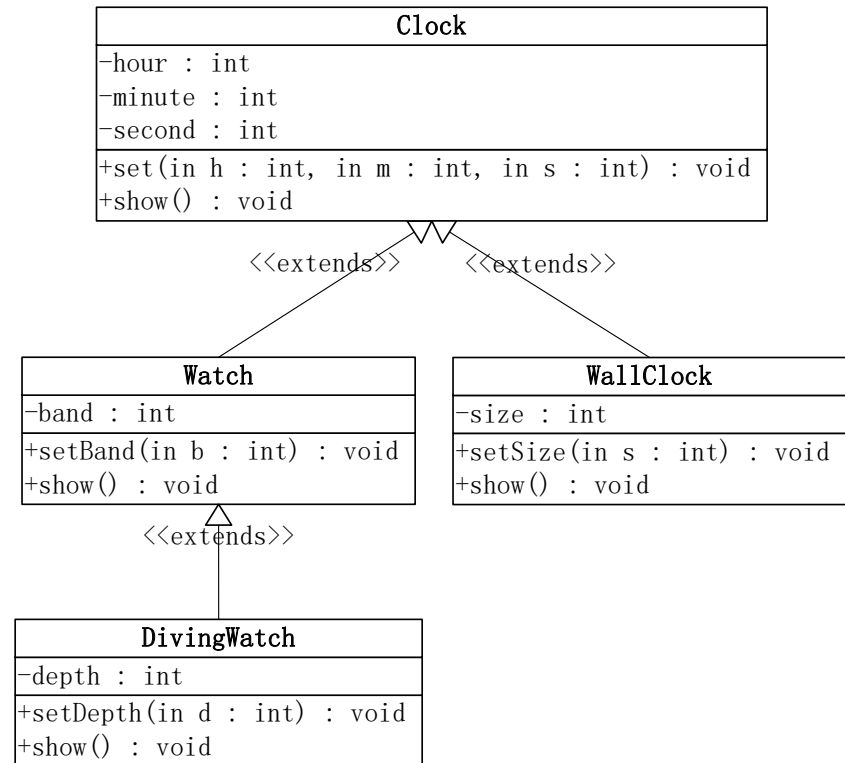 Clock
-hour : int
-minute : int
-second : int
+set(in h : int, in m : int, in s : int) : void
+show() : void
<<extends>>
<<extends>>
Watch
-band : int
+setBand(in b : int) : void
+show() : void
WallClock
-size : int
+setSize(in s : int) : void
+show() : void
<<extends>>
DivingWatch
-depth : int
+setDepth(in d : int) : void
+show() : void